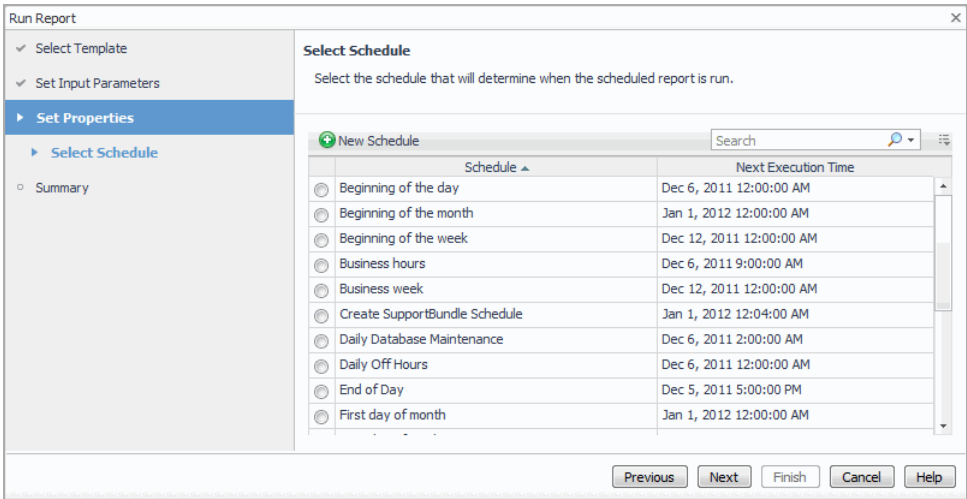 Run Report
Select Template
Set Input Parameters
Set Properties
Select Schedule
Summary
Select Schedule
Select the schedule that will determine when the scheduled report is run.
New Schedule Search
Schedule Next Execution Time
Beginning of the day Dec 6, 2011 12:00:00 AM
Beginning of the month Jan 1, 2012 12:00:00 AM
Beginning of the week Dec 12, 2011 12:00:00 AM
Business hours Dec 6, 2011 9:00:00 AM
Business week Dec 12, 2011 12:00:00 AM
Create SupportBundle Schedule Jan 1, 2012 12:04:00 AM
Daily Database Maintenance Dec 6, 2011 2:00:00 AM
Daily Off Hours Dec 6, 2011 12:00:00 AM
End of Day Dec 5, 2011 5:00:00 PM
First day of month Jan 1, 2012 12:00:00 AM
Previous Next Finish Cancel Help